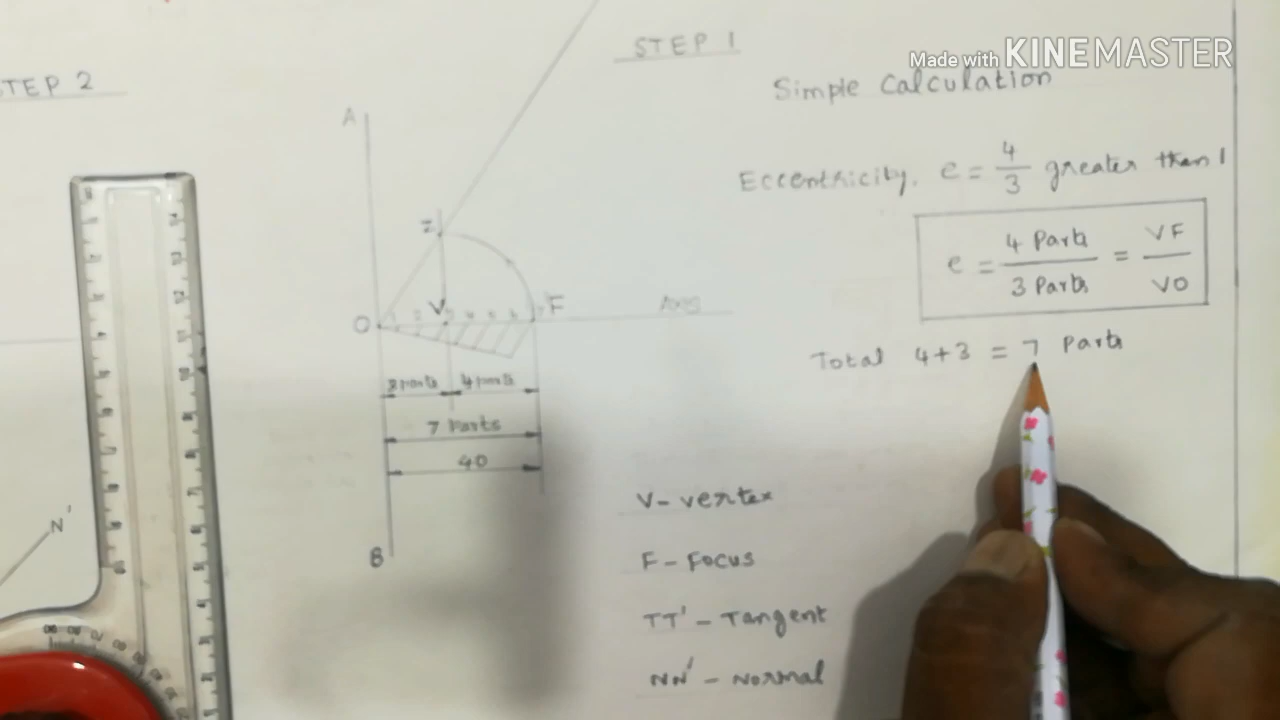 STEP 1
Made with KINEMASTER
TEP 2
Simple Calculation
A
Eccentricity, e = 4/3 greater than 1
e = 4 Parts / 3 Parts = VF / VO
Z
V
F
O
Axis
Total 4+3 = 7 Parts
3 parts
4 parts
7 Parts
40
V - Vertex
N'
B
F - Focus
TT' - Tangent
NN' - Normal